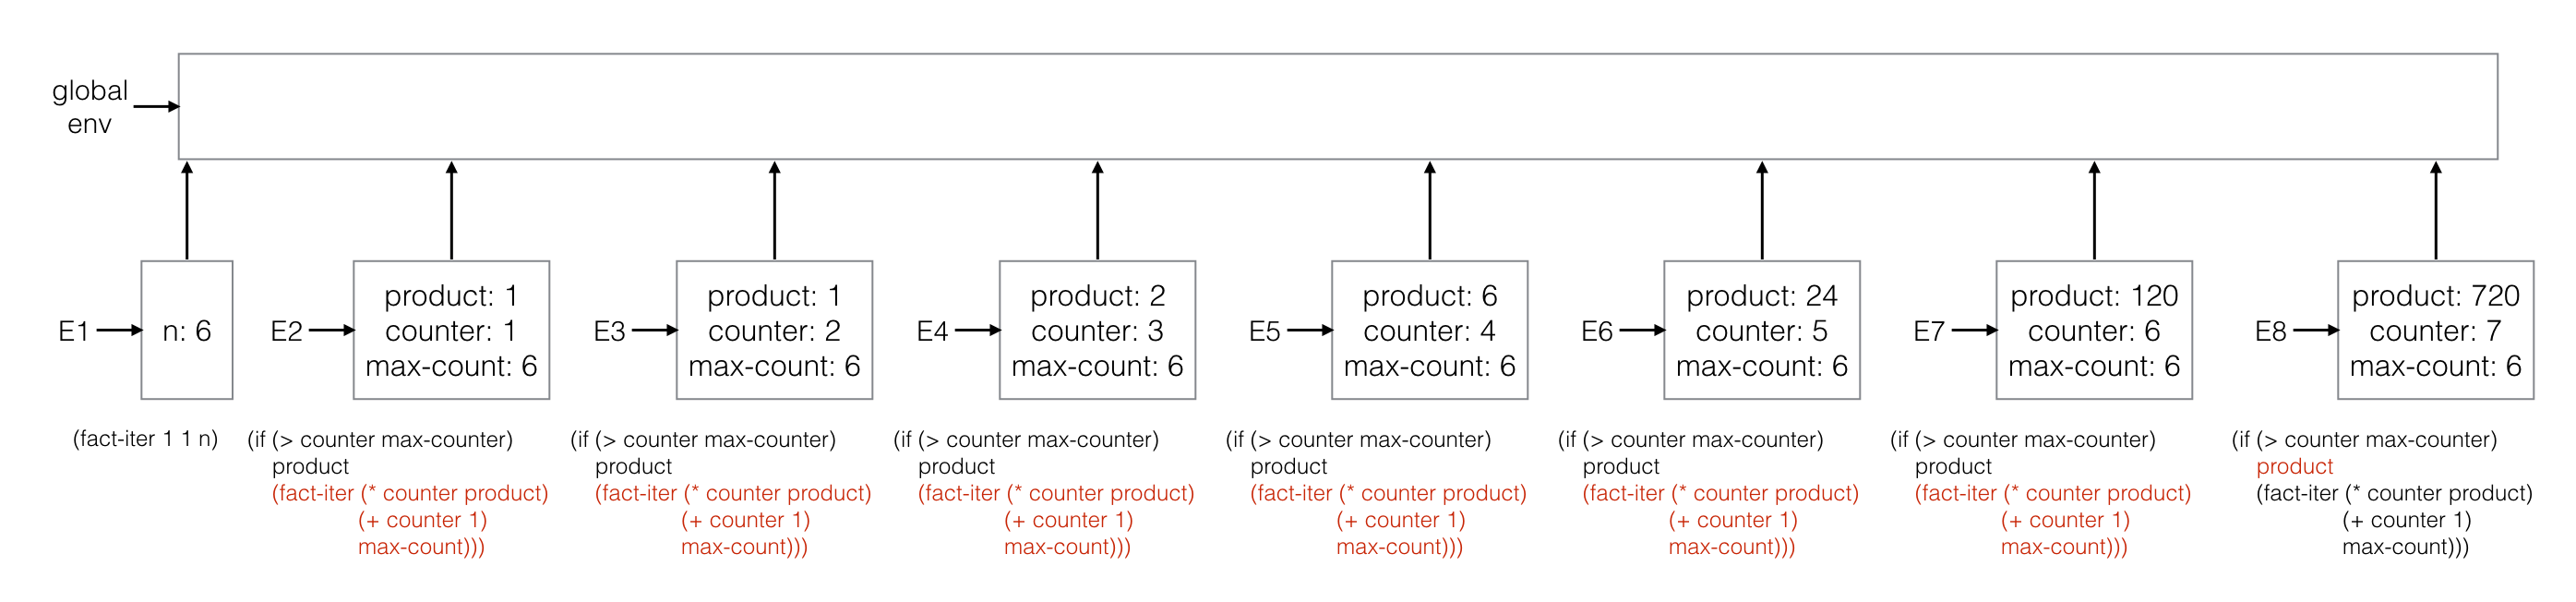 global
env
E1
n: 6
(fact-iter 1 1 n)
E2
product: 1
counter: 1
max-count: 6
(if (> counter max-counter)
product
(fact-iter (* counter product)
(+ counter 1)
max-count)))
E3
product: 1
counter: 2
max-count: 6
(if (> counter max-counter)
product
(fact-iter (* counter product)
(+ counter 1)
max-count)))
E4
product: 2
counter: 3
max-count: 6
(if (> counter max-counter)
product
(fact-iter (* counter product)
(+ counter 1)
max-count)))
E5
product: 6
counter: 4
max-count: 6
(if (> counter max-counter)
product
(fact-iter (* counter product)
(+ counter 1)
max-count)))
E6
product: 24
counter: 5
max-count: 6
(if (> counter max-counter)
product
(fact-iter (* counter product)
(+ counter 1)
max-count)))
E7
product: 120
counter: 6
max-count: 6
(if (> counter max-counter)
product
(fact-iter (* counter product)
(+ counter 1)
max-count)))
E8
product: 720
counter: 7
max-count: 6
(if (> counter max-counter)
product
(fact-iter (* counter product)
(+ counter 1)
max-count)))